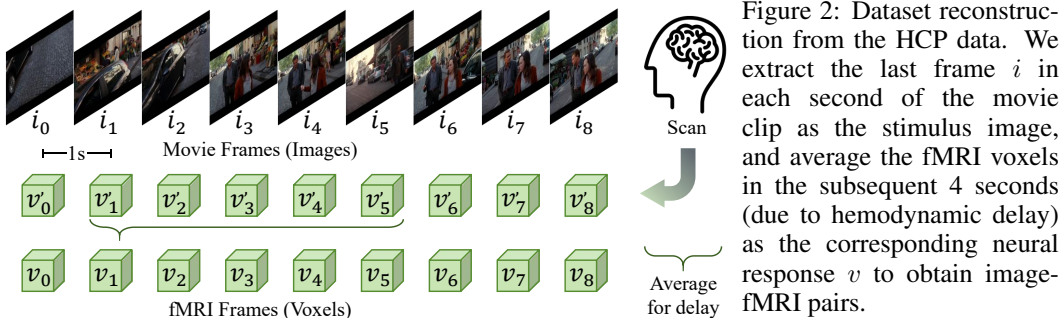 i₀ i₁ i₂ i₃ i₄ i₅ i₆ i₇ i₈
1s
Movie Frames (Images)
v′₀ v′₁ v′₂ v′₃ v′₄ v′₅ v′₆ v′₇ v′₈
v₀ v₁ v₂ v₃ v₄ v₅ v₆ v₇ v₈
fMRI Frames (Voxels)
Scan
Average
for delay
Figure 2: Dataset reconstruc-
tion from the HCP data. We
extract the last frame i in
each second of the movie
clip as the stimulus image,
and average the fMRI voxels
in the subsequent 4 seconds
(due to hemodynamic delay)
as the corresponding neural
response v to obtain image-
fMRI pairs.